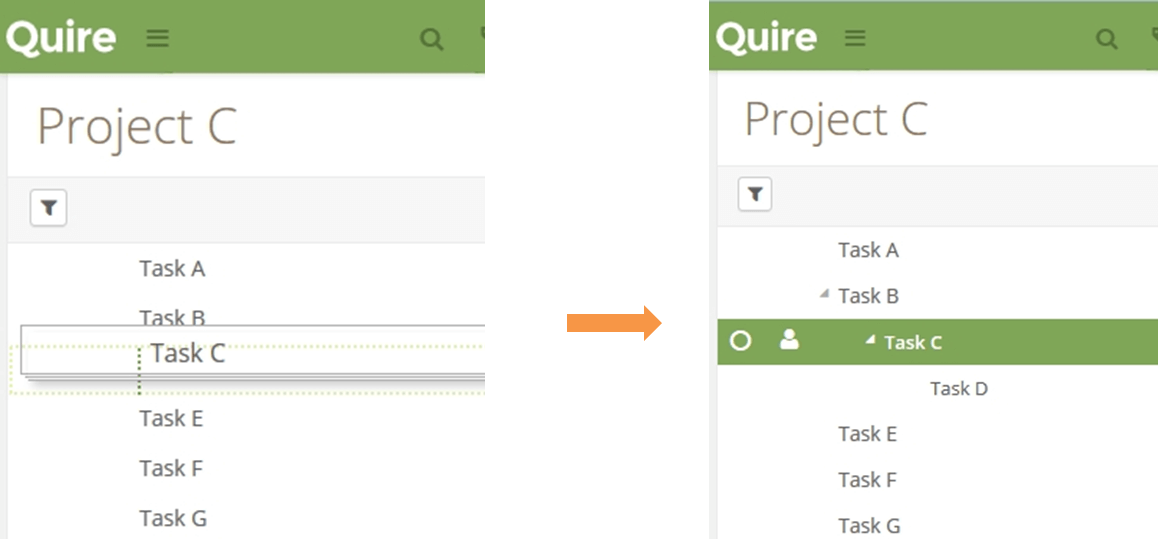 Quire
Project C
Task A
Task B
Task C
Task E
Task F
Task G
Quire
Project C
Task A
Task B
Task C
Task D
Task E
Task F
Task G